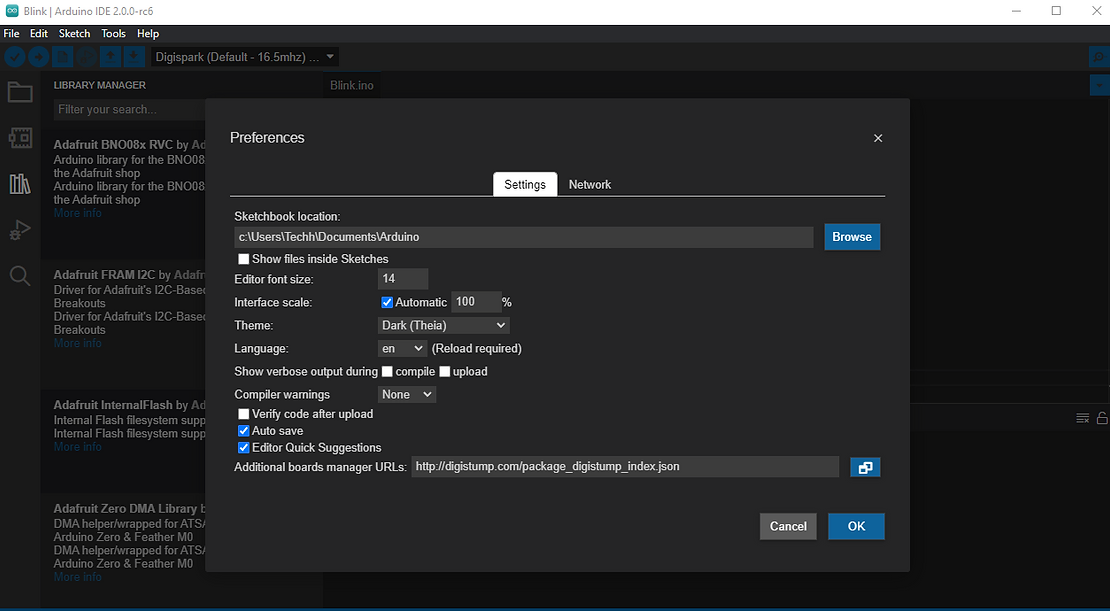 Blink | Arduino IDE 2.0.0-rc6
File Edit Sketch Tools Help
Digispark (Default - 16.5mhz) ...
LIBRARY MANAGER
Blink.ino
Filter your search...
Preferences
Adafruit BNO08x RVC by Ad
Arduino library for the BNO08
the Adafruit shop
Arduino library for the BNO08
the Adafruit shop
More info
Adafruit FRAM I2C by Adafr
Driver for Adafruit's I2C-Based
Breakouts
Driver for Adafruit's I2C-Based
Breakouts
More info
Adafruit InternalFlash by Ad
Internal Flash filesystem supp
Internal Flash filesystem supp
More info
Adafruit Zero DMA Library b
DMA helper/wrapped for ATSA
Arduino Zero & Feather M0
DMA helper/wrapped for ATSA
Arduino Zero & Feather M0
More info
Settings Network
Sketchbook location:
c:\Users\Techh\Documents\Arduino Browse
Show files inside Sketches
Editor font size: 14
Interface scale: Automatic 100 %
Theme: Dark (Theia)
Language: en (Reload required)
Show verbose output during compile upload
Compiler warnings None
Verify code after upload
Auto save
Editor Quick Suggestions
Additional boards manager URLs: http://digistump.com/package_digistump_index.json
Cancel OK